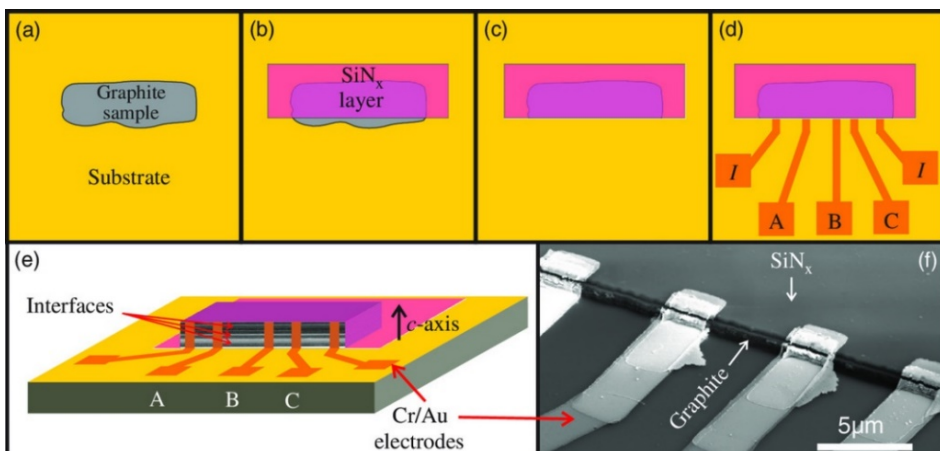 (a)
Graphite
sample
Substrate
(b)
SiNₓ
layer
(c)
(d)
I
I
A
B
C
(e)
Interfaces
c-axis
A
B
C
Cr/Au
electrodes
(f)
SiNₓ
Graphite
5μm